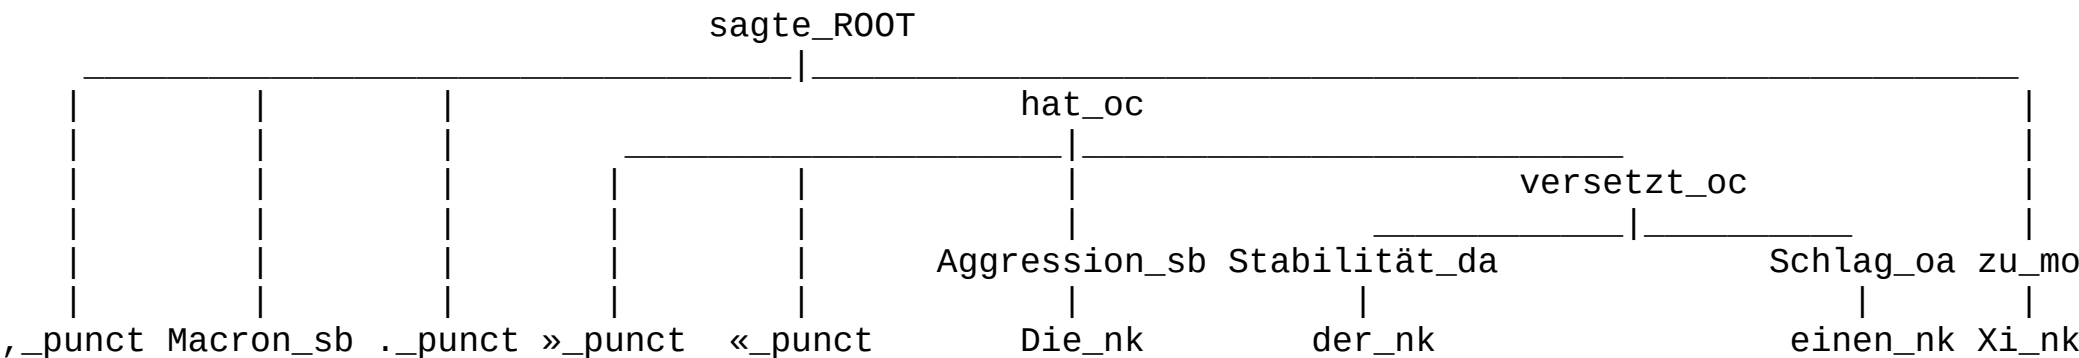 sagte_ROOT
hat_oc
versetzt_oc
Aggression_sb Stabilität_da Schlag_oa zu_mo
,_punct Macron_sb ._punct »_punct «_punct Die_nk der_nk einen_nk Xi_nk